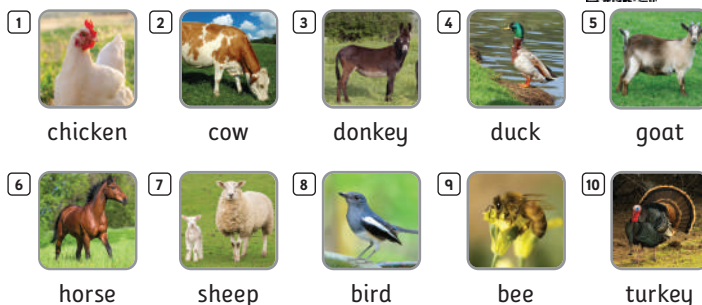 1 2 3 4 5
chicken cow donkey duck goat
6 7 8 9 10
horse sheep bird bee turkey